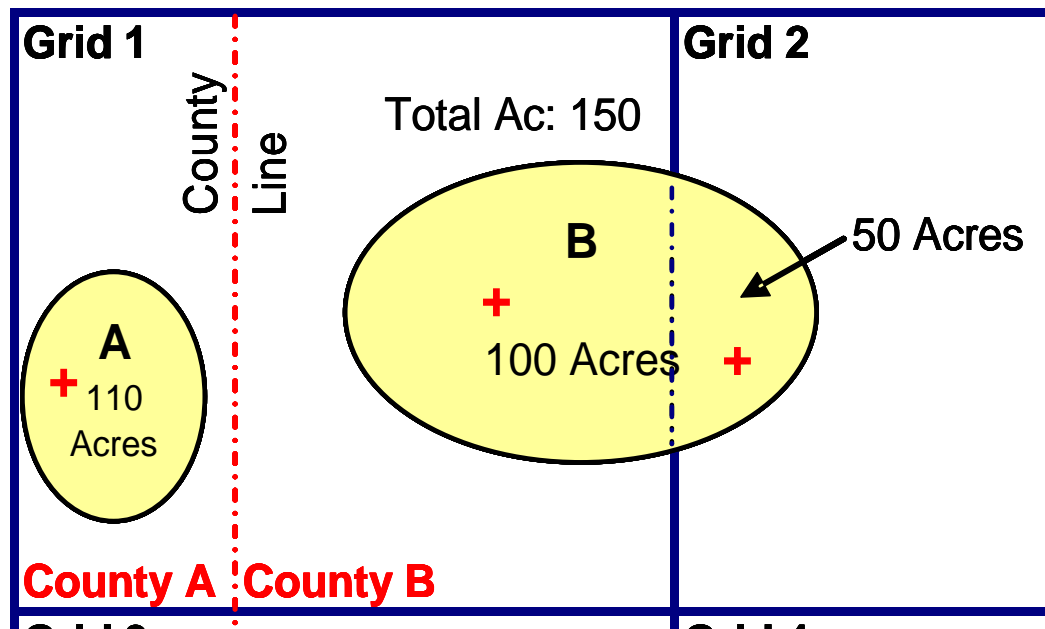 Grid 1
Grid 2
County
Line
Total Ac: 150
B
50 Acres
100 Acres
A
110
Acres
County A
County B